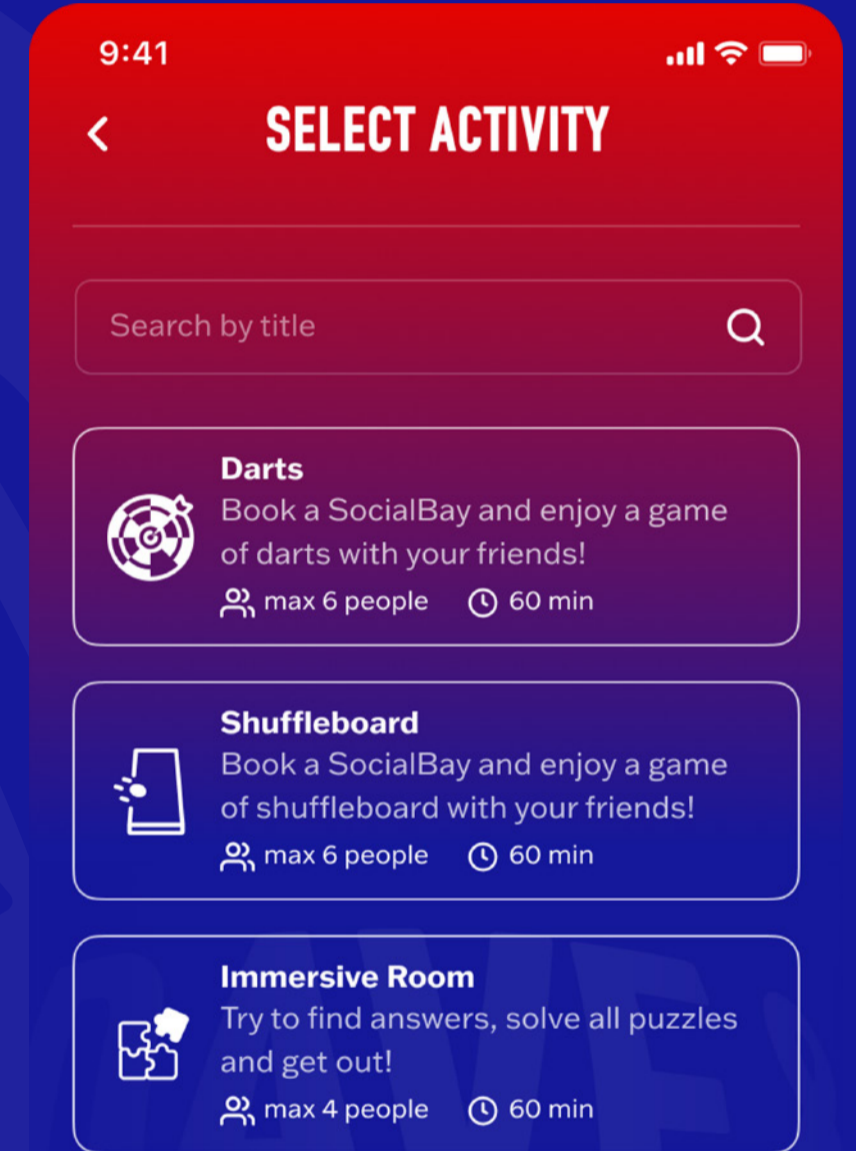 9:41
SELECT ACTIVITY
Search by title
Darts
Book a SocialBay and enjoy a game
of darts with your friends!
max 6 people 60 min
Shuffleboard
Book a SocialBay and enjoy a game
of shuffleboard with your friends!
max 6 people 60 min
Immersive Room
Try to find answers, solve all puzzles
and get out!
max 4 people 60 min